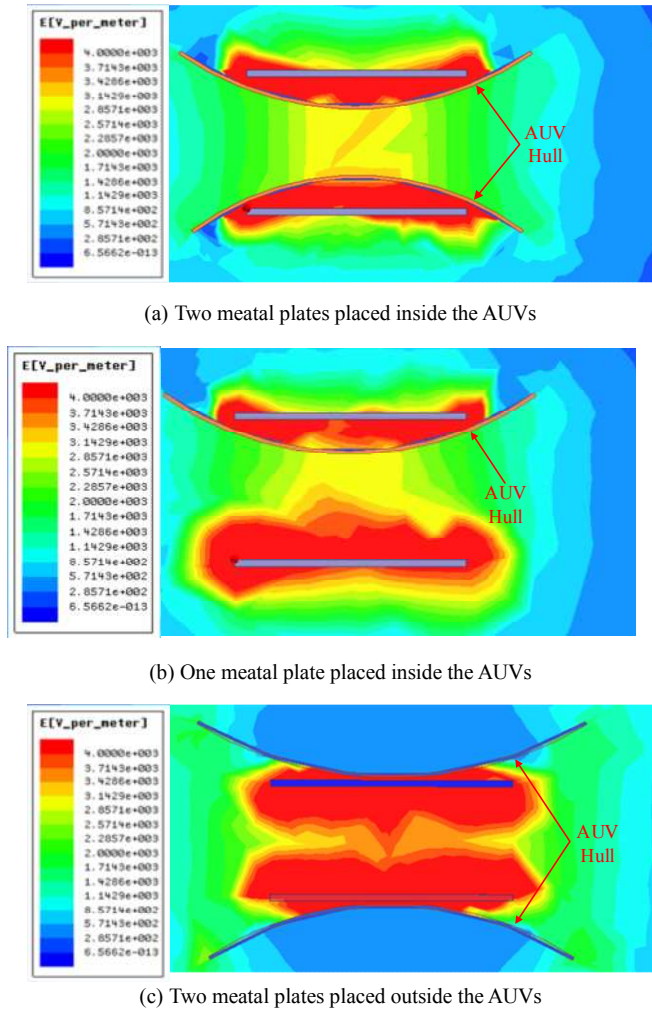 E[V_per_meter]
4.0000e+003
3.7143e+003
3.4286e+003
3.1429e+003
2.8571e+003
2.5714e+003
2.2857e+003
2.0000e+003
1.7143e+003
1.4286e+003
1.1429e+003
8.5714e+002
5.7143e+002
2.8571e+002
6.5662e-013
AUV
Hull
(a) Two meatal plates placed inside the AUVs
E[V_per_meter]
4.0000e+003
3.7143e+003
3.4286e+003
3.1429e+003
2.8571e+003
2.5714e+003
2.2857e+003
2.0000e+003
1.7143e+003
1.4286e+003
1.1429e+003
8.5714e+002
5.7143e+002
2.8571e+002
6.5662e-013
AUV
Hull
(b) One meatal plate placed inside the AUVs
E[V_per_meter]
4.0000e+003
3.7143e+003
3.4286e+003
3.1429e+003
2.8571e+003
2.5714e+003
2.2857e+003
2.0000e+003
1.7143e+003
1.4286e+003
1.1429e+003
8.5714e+002
5.7143e+002
2.8571e+002
6.5662e-013
AUV
Hull
(c) Two meatal plates placed outside the AUVs